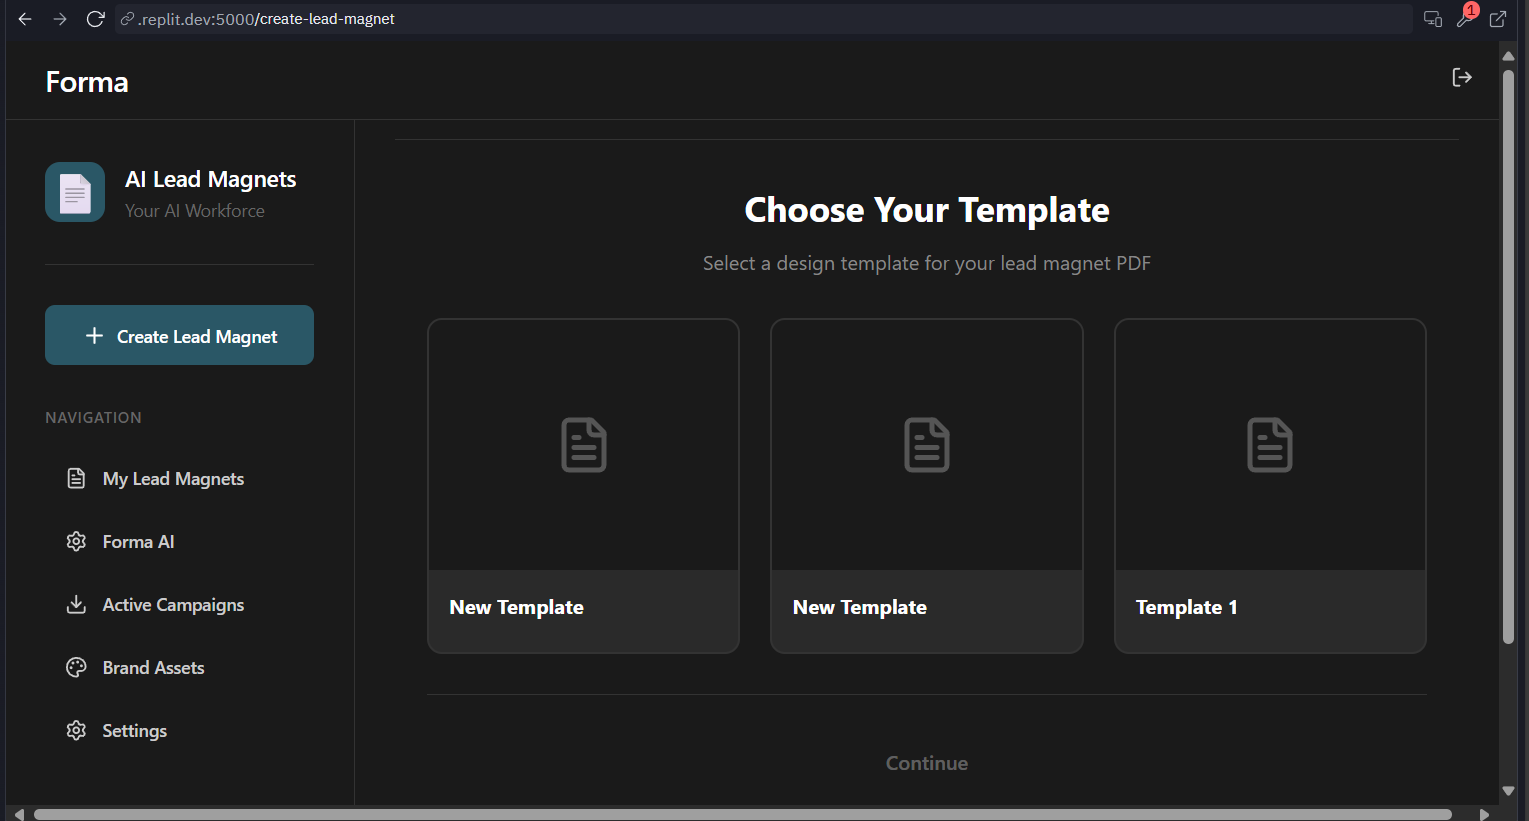 .replit.dev:5000/create-lead-magnet
1
Forma
AI Lead Magnets
Your AI Workforce
Create Lead Magnet
NAVIGATION
My Lead Magnets
Forma AI
Active Campaigns
Brand Assets
Settings
Choose Your Template
Select a design template for your lead magnet PDF
New Template
New Template
Template 1
Continue